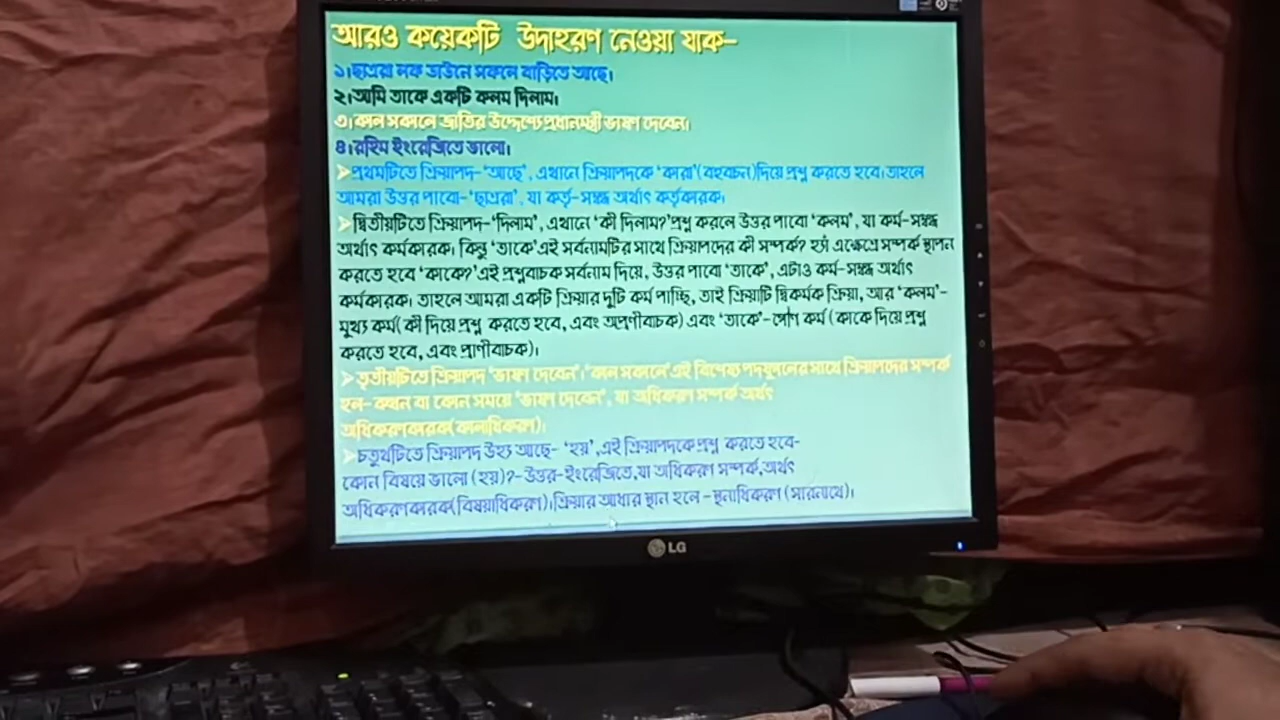 আরও কয়েকটি উদাহরণ নেওয়া যাক-
১।ছাত্ররা লক ডাউনে সকলে বাড়িতে আছে।
২।আমি তাকে একটি কলম দিলাম।
৩।কাল সকালে জাতির উদ্দেশ্যে প্রধানমন্ত্রী ভাষণ দেবেন।
৪।রহিম ইংরেজিতে ভালো।
➢প্রথমটিতে ক্রিয়াপদ-‘আছে’, এখানে ক্রিয়াপদকে ‘কারা’(বহুবচন)দিয়ে প্রশ্ন করতে হবে।তাহলে
আমরা উত্তর পাবো-‘ছাত্ররা’, যা কর্তৃ-সম্বন্ধ অর্থাৎ কর্তৃকারক।
➢দ্বিতীয়টিতে ক্রিয়াপদ-‘দিলাম’, এখানে ‘কী দিলাম?’প্রশ্ন করলে উত্তর পাবো ‘কলম’, যা কর্ম-সম্বন্ধ
অর্থাৎ কর্মকারক। কিন্তু ‘তাকে’এই সর্বনামটির সাথে ক্রিয়াপদের কী সম্পর্ক? হ্যাঁ এক্ষেত্রে সম্পর্ক স্থাপন
করতে হবে ‘কাকে?’এই প্রশ্নবাচক সর্বনাম দিয়ে, উত্তর পাবো ‘তাকে’, এটাও কর্ম-সম্বন্ধ অর্থাৎ
কর্মকারক। তাহলে আমরা একটি ক্রিয়ার দুটি কর্ম পাচ্ছি, তাই ক্রিয়াটি দ্বিকর্মক ক্রিয়া, আর ‘কলম’-
মুখ্য কর্ম(কী দিয়ে প্রশ্ন করতে হবে, এবং অপ্রাণীবাচক) এবং ‘তাকে’-গৌণ কর্ম (কাকে দিয়ে প্রশ্ন
করতে হবে, এবং প্রাণীবাচক)।
➢তৃতীয়টিতে ক্রিয়াপদ ‘ভাষণ দেবেন’। ‘কাল সকালে’এই বিশেষ্য পদযুগলের সাথে ক্রিয়াপদের সম্পর্ক
হল- কখন বা কোন সময়ে ‘ভাষণ দেবেন’, যা অধিকরণ সম্পর্ক অর্থাৎ
অধিকরণকারক(কালাধিকরণ)।
➢চতুর্থটিতে ক্রিয়াপদ উহ্য আছে- ‘হয়’,এই ক্রিয়াপদকে প্রশ্ন করতে হবে-
কোন বিষয়ে ভালো (হয়)?-উত্তর-ইংরেজিতে,যা অধিকরণ সম্পর্ক,অর্থাৎ
অধিকরণকারক(বিষয়াধিকরণ)।ক্রিয়ার আধার স্থান হলে -স্থানাধিকরণ (সারনাথে)।
LG